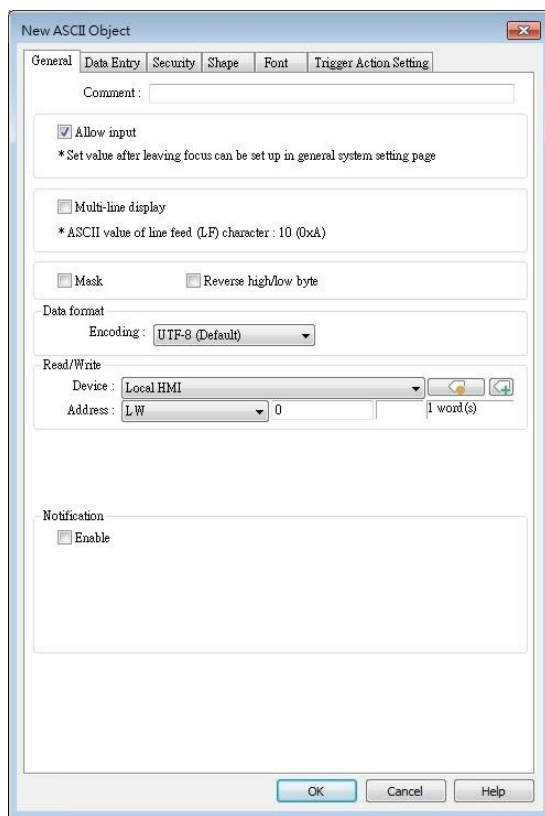 New ASCII Object
General Data Entry Security Shape Font Trigger Action Setting
Comment :
Allow input
* Set value after leaving focus can be set up in general system setting page
Multi-line display
* ASCII value of line feed (LF) character : 10 (0xA)
Mask Reverse high/low byte
Data format
Encoding : UTF-8 (Default)
Read/Write
Device : Local HMI
Address : LW 0 1 word(s)
Notification
Enable
OK Cancel Help